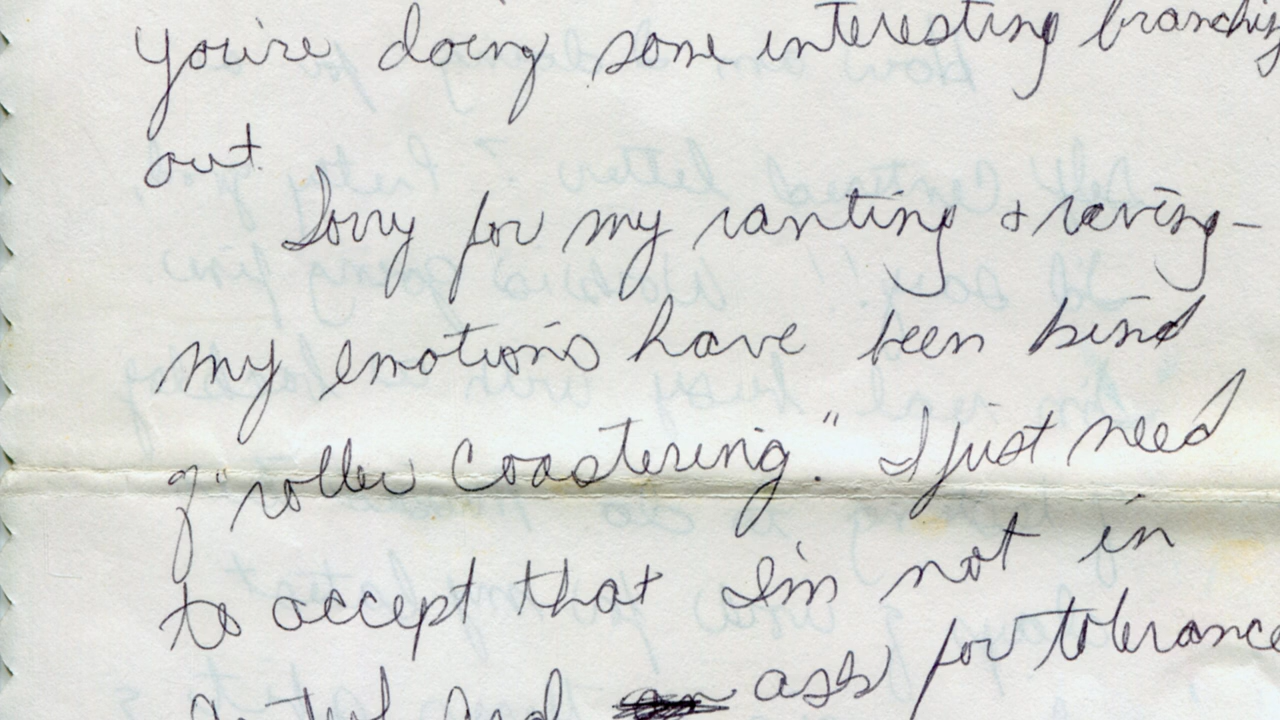 you're doing some interesting branching
out.
Sorry for my ranting & raving-
my emotions have been kind
of "roller coastering." I just need
to accept that I'm not in
and ask for tolerance